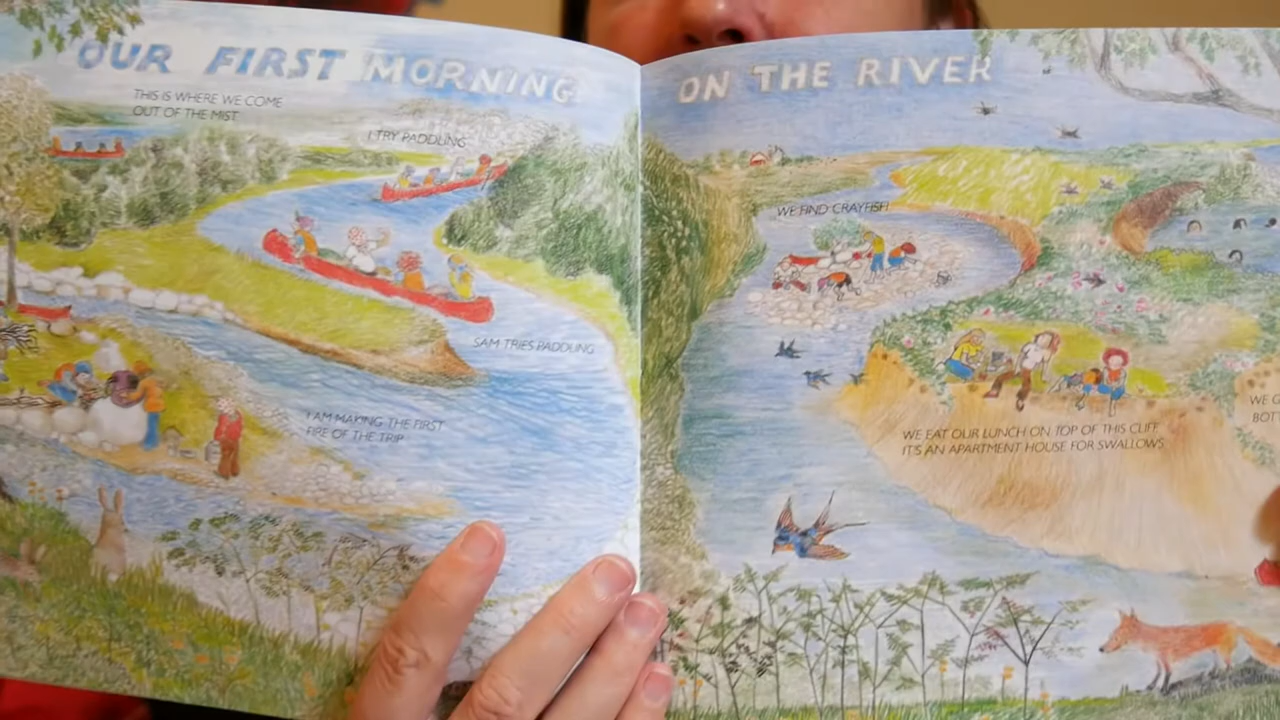 OUR FIRST MORNING ON THE RIVER
THIS IS WHERE WE COME
OUT OF THE MIST
I TRY PADDLING
SAM TRIES PADDLING
I AM MAKING THE FIRST
FIRE OF THE TRIP
WE FIND CRAYFISH!
WE EAT OUR LUNCH ON TOP OF THIS CLIFF.
IT'S AN APARTMENT HOUSE FOR SWALLOWS
WE